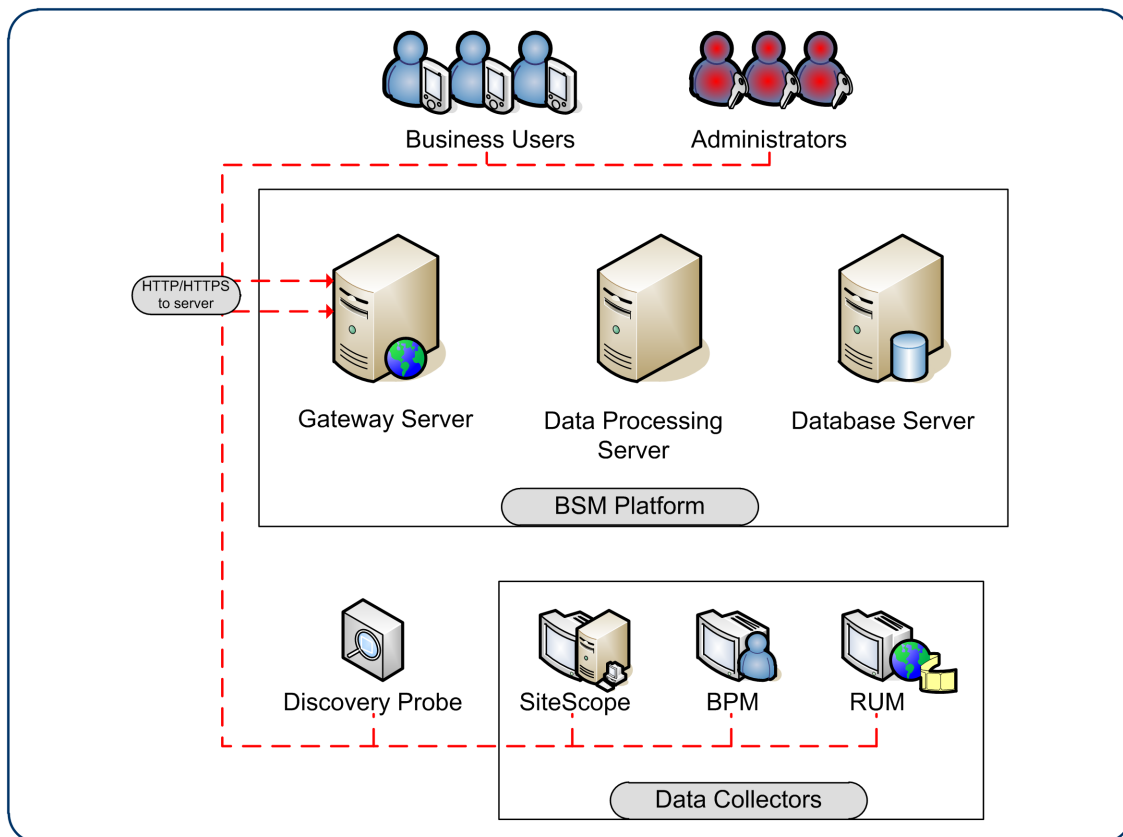 Business Users
Administrators
HTTP/HTTPS
to server
Gateway Server
Data Processing
Server
Database Server
BSM Platform
Discovery Probe
SiteScope
BPM
RUM
Data Collectors